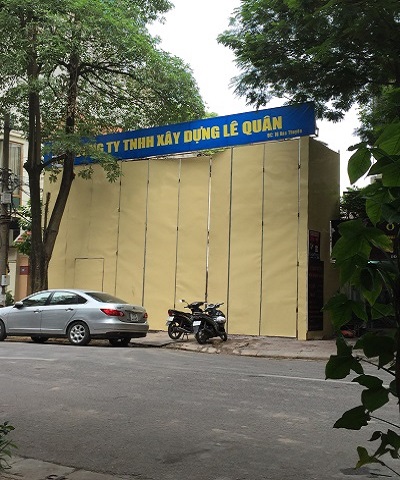 TY TNHH XÂY DỰNG LÊ QUÂN